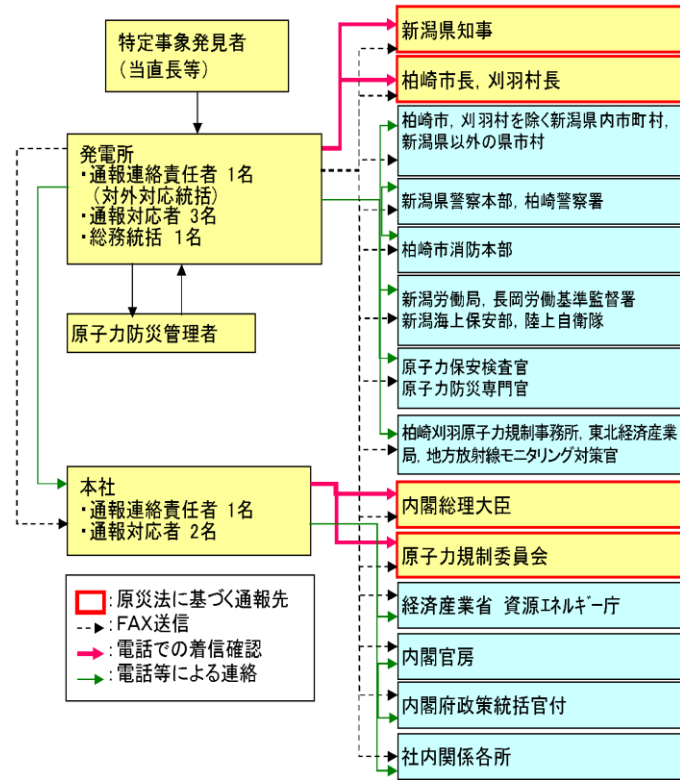 特定事象発見者
(当直長等)
発電所
・通報連絡責任者 1名
(対外対応統括)
・通報対応者 3名
・総務統括 1名
原子力防災管理者
本社
・通報連絡責任者 1名
・通報対応者 2名
:原災法に基づく通報先
:FAX送信
:電話での着信確認
:電話等による連絡
新潟県知事
柏崎市長, 刈羽村長
柏崎市, 刈羽村を除く新潟県内市町村,
新潟県以外の県市村
新潟県警察本部, 柏崎警察署
柏崎市消防本部
新潟労働局, 長岡労働基準監督署
新潟海上保安部, 陸上自衛隊
原子力保安検査官
原子力防災専門官
柏崎刈羽原子力規制事務所, 東北経済産業
局, 地方放射線モニタリング対策官
内閣総理大臣
原子力規制委員会
経済産業省 資源エネルギー庁
内閣官房
内閣府政策統括官付
社内関係各所